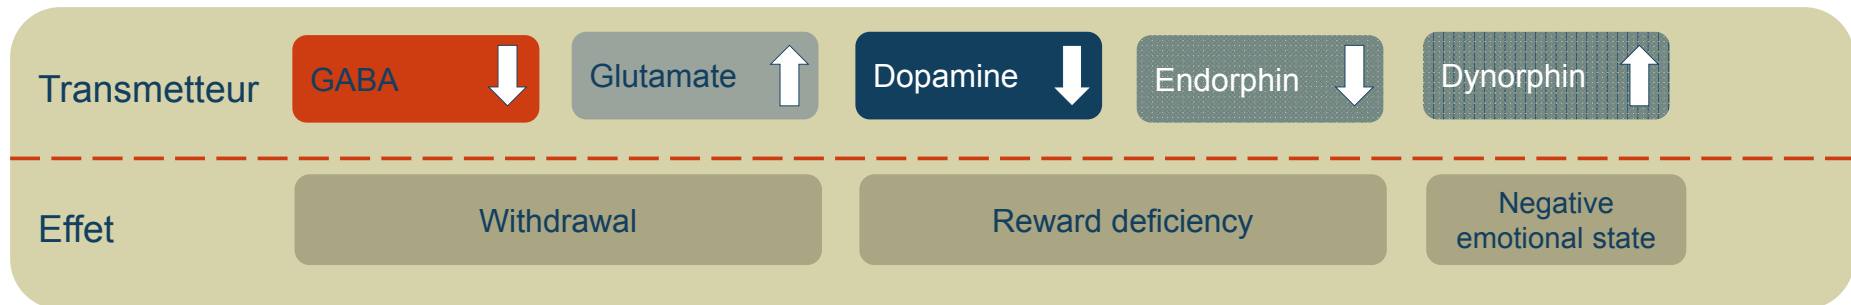 Transmetteur
GABA
Glutamate
Dopamine
Endorphin
Dynorphin
Effet
Withdrawal
Reward deficiency
Negative
emotional state